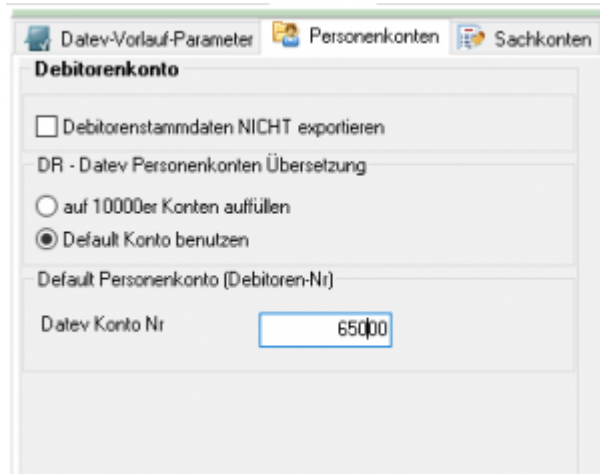 Datev-Vorlauf-Parameter Personenkonten Sachkonten
Debitorenkonto
Debitorenstammdaten NICHT exportieren
DR - Datev Personenkonten Übersetzung
auf 10000er Konten auffüllen
Default Konto benutzen
Default Personenkonto (Debitoren-Nr)
Datev Konto Nr 65000